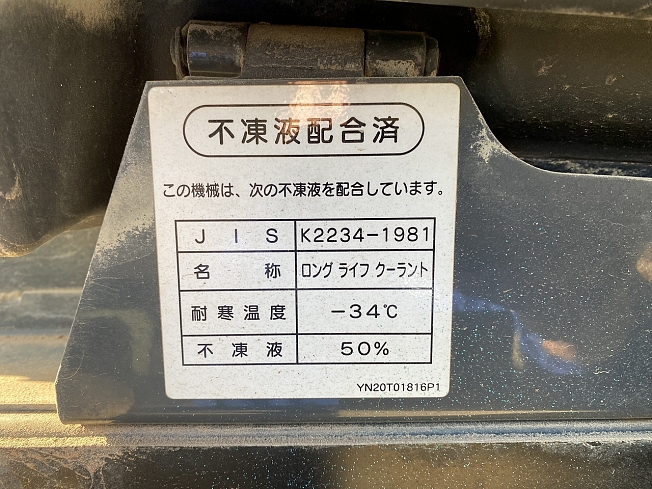 不凍液配合済
この機械は、次の不凍液を配合しています。
JIS K2234-1981
名称 ロング ライフ クーラント
耐寒温度 -34℃
不凍液 50%
YN20T01816P1